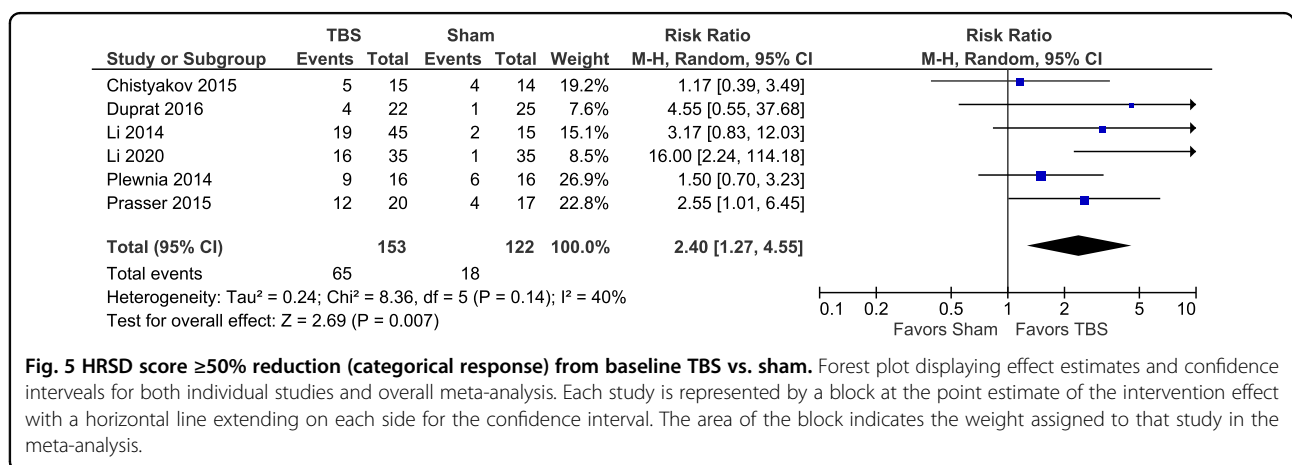 TBS Sham Risk Ratio Risk Ratio
Study or Subgroup Events Total Events Total Weight M-H, Random, 95% CI M-H, Random, 95% CI
Chistyakov 2015 5 15 4 14 19.2% 1.17 [0.39, 3.49]
Duprat 2016 4 22 1 25 7.6% 4.55 [0.55, 37.68]
Li 2014 19 45 2 15 15.1% 3.17 [0.83, 12.03]
Li 2020 16 35 1 35 8.5% 16.00 [2.24, 114.18]
Plewnia 2014 9 16 6 16 26.9% 1.50 [0.70, 3.23]
Prasser 2015 12 20 4 17 22.8% 2.55 [1.01, 6.45]
Total (95% CI) 153 122 100.0% 2.40 [1.27, 4.55]
Total events 65 18
Heterogeneity: Tau² = 0.24; Chi² = 8.36, df = 5 (P = 0.14); I² = 40%
Test for overall effect: Z = 2.69 (P = 0.007)
0.1 0.2 0.5 1 2 5 10
Favors Sham Favors TBS
Fig. 5 HRSD score ≥50% reduction (categorical response) from baseline TBS vs. sham. Forest plot displaying effect estimates and confidence
interveals for both individual studies and overall meta-analysis. Each study is represented by a block at the point estimate of the intervention effect
with a horizontal line extending on each side for the confidence interval. The area of the block indicates the weight assigned to that study in the
meta-analysis.